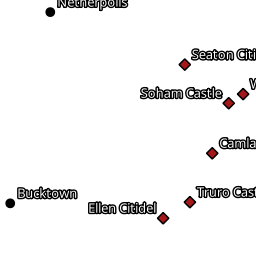 Netherpolis
Seaton Citi
Soham Castle
W
Camla
Truro Cast
Bucktown
Ellen Citidel